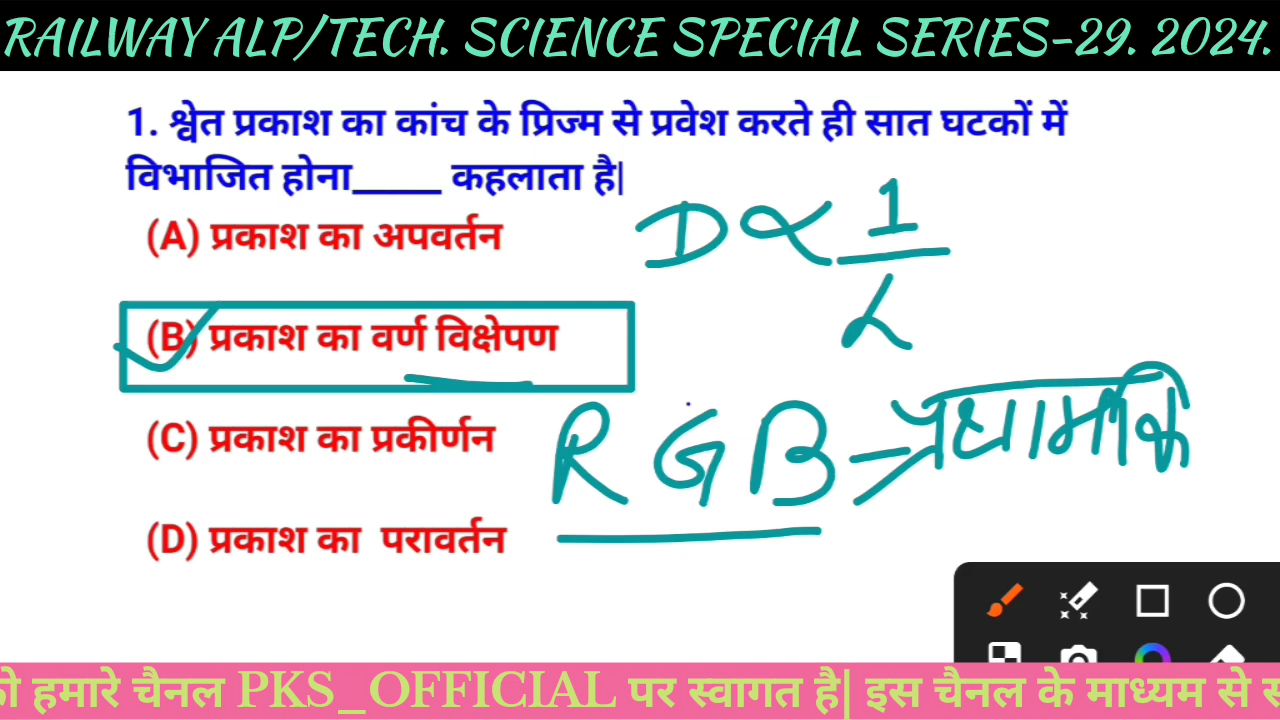 RAILWAY ALP/TECH. SCIENCE SPECIAL SERIES-29. 2024.
1. श्वेत प्रकाश का कांच के प्रिज्म से प्रवेश करते ही सात घटकों में
विभाजित होना_____ कहलाता है|
(A) प्रकाश का अपवर्तन
D ∝ 1/λ
(B) प्रकाश का वर्ण विक्षेपण
(C) प्रकाश का प्रकीर्णन
R G B –
(D) प्रकाश का परावर्तन
को हमारे चैनल PKS_OFFICIAL पर स्वागत है| इस चैनल के माध्यम से